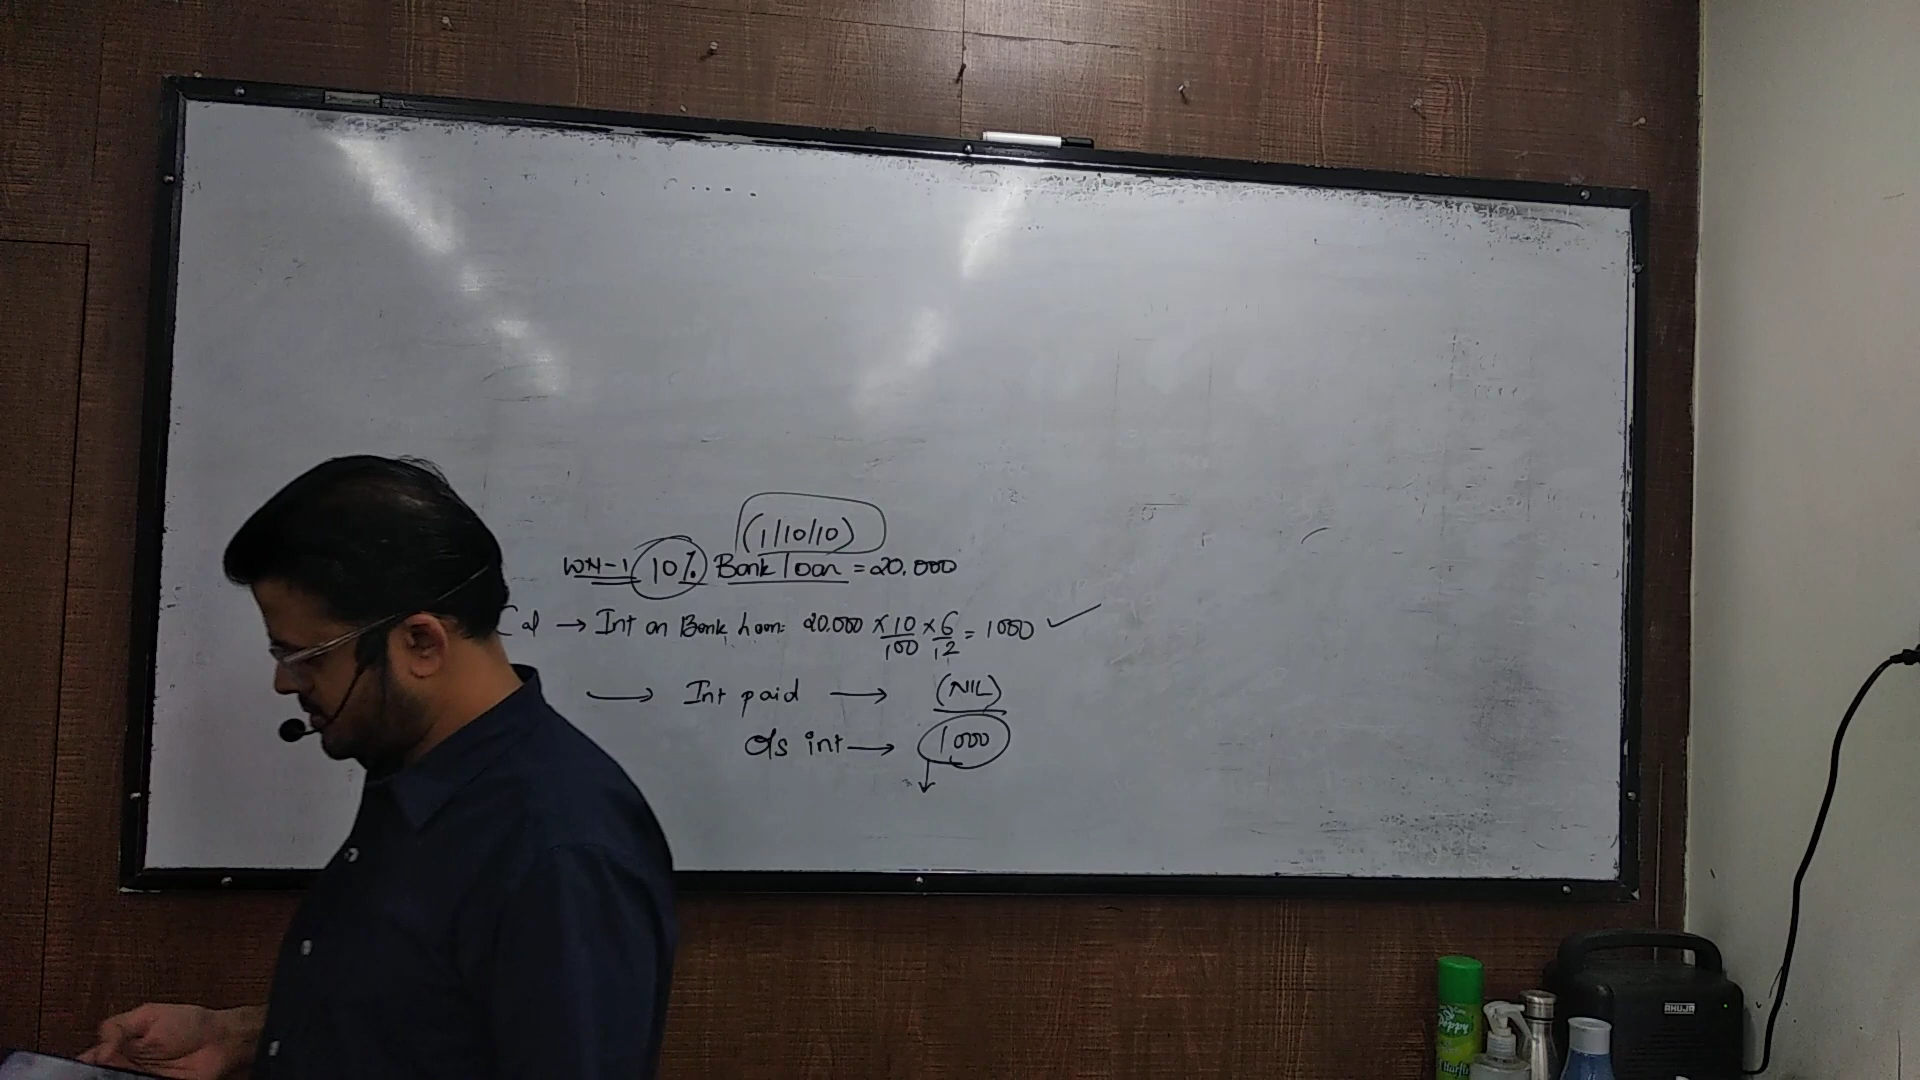 (1/10/10)
WN-1 10% Bank loan = 20,000
Cal → Int on Bank Loan: 20,000 × 10/100 × 6/12 = 1000 ✓
→ Int paid → (NIL)
O/s int → 1000
↓
AHUJA